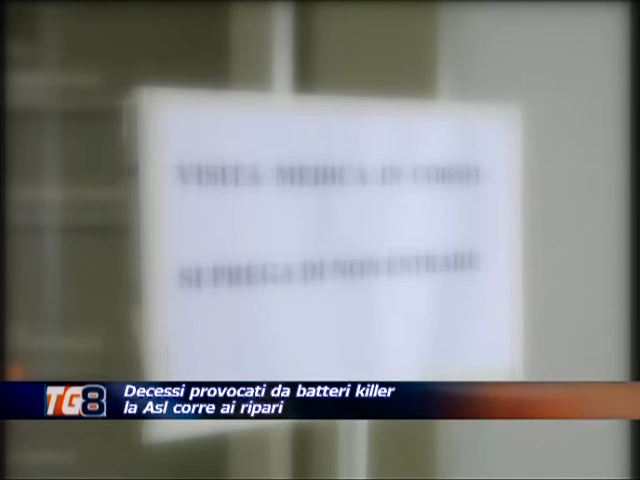 VISITA MEDICA IN CORSO
SI PREGA DI NON ENTRARE
TG8
Decessi provocati da batteri killer
la Asl corre ai ripari